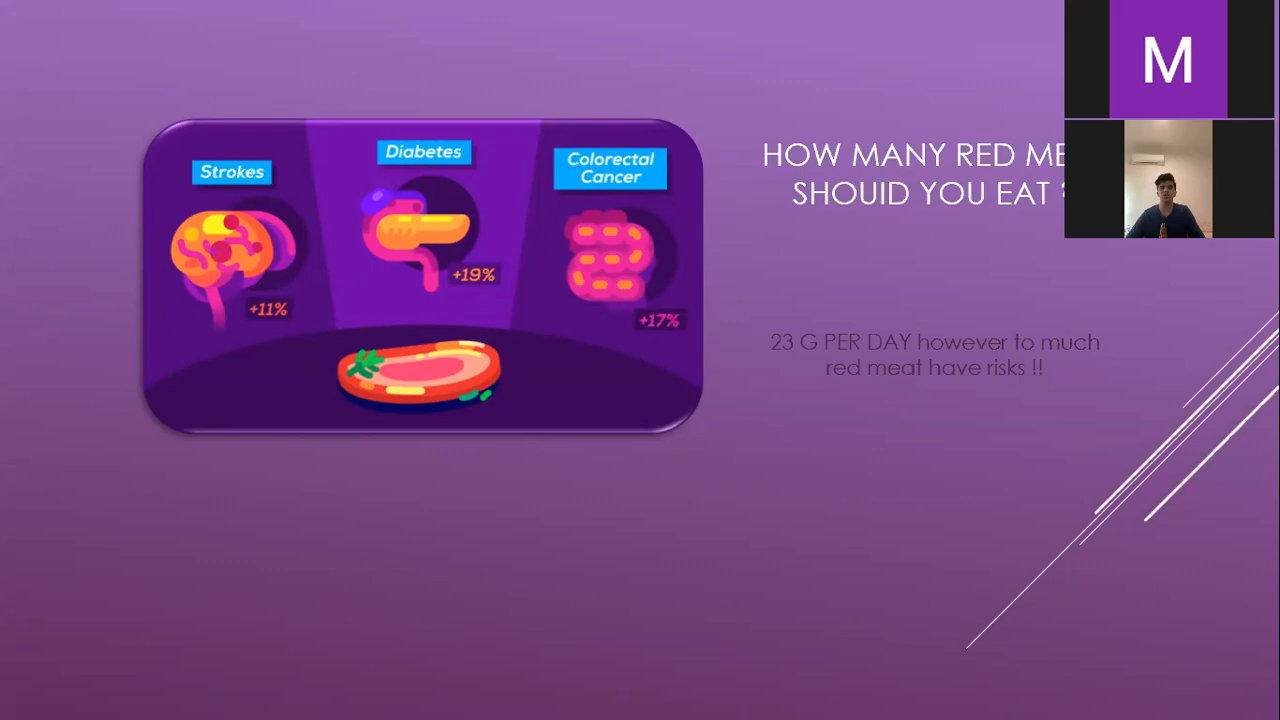 Strokes
+11%
Diabetes
+19%
Colorectal
Cancer
+17%
HOW MANY RED
SHOUID YOU EAT ?
23 G PER DAY however to much
red meat have risks !!
M